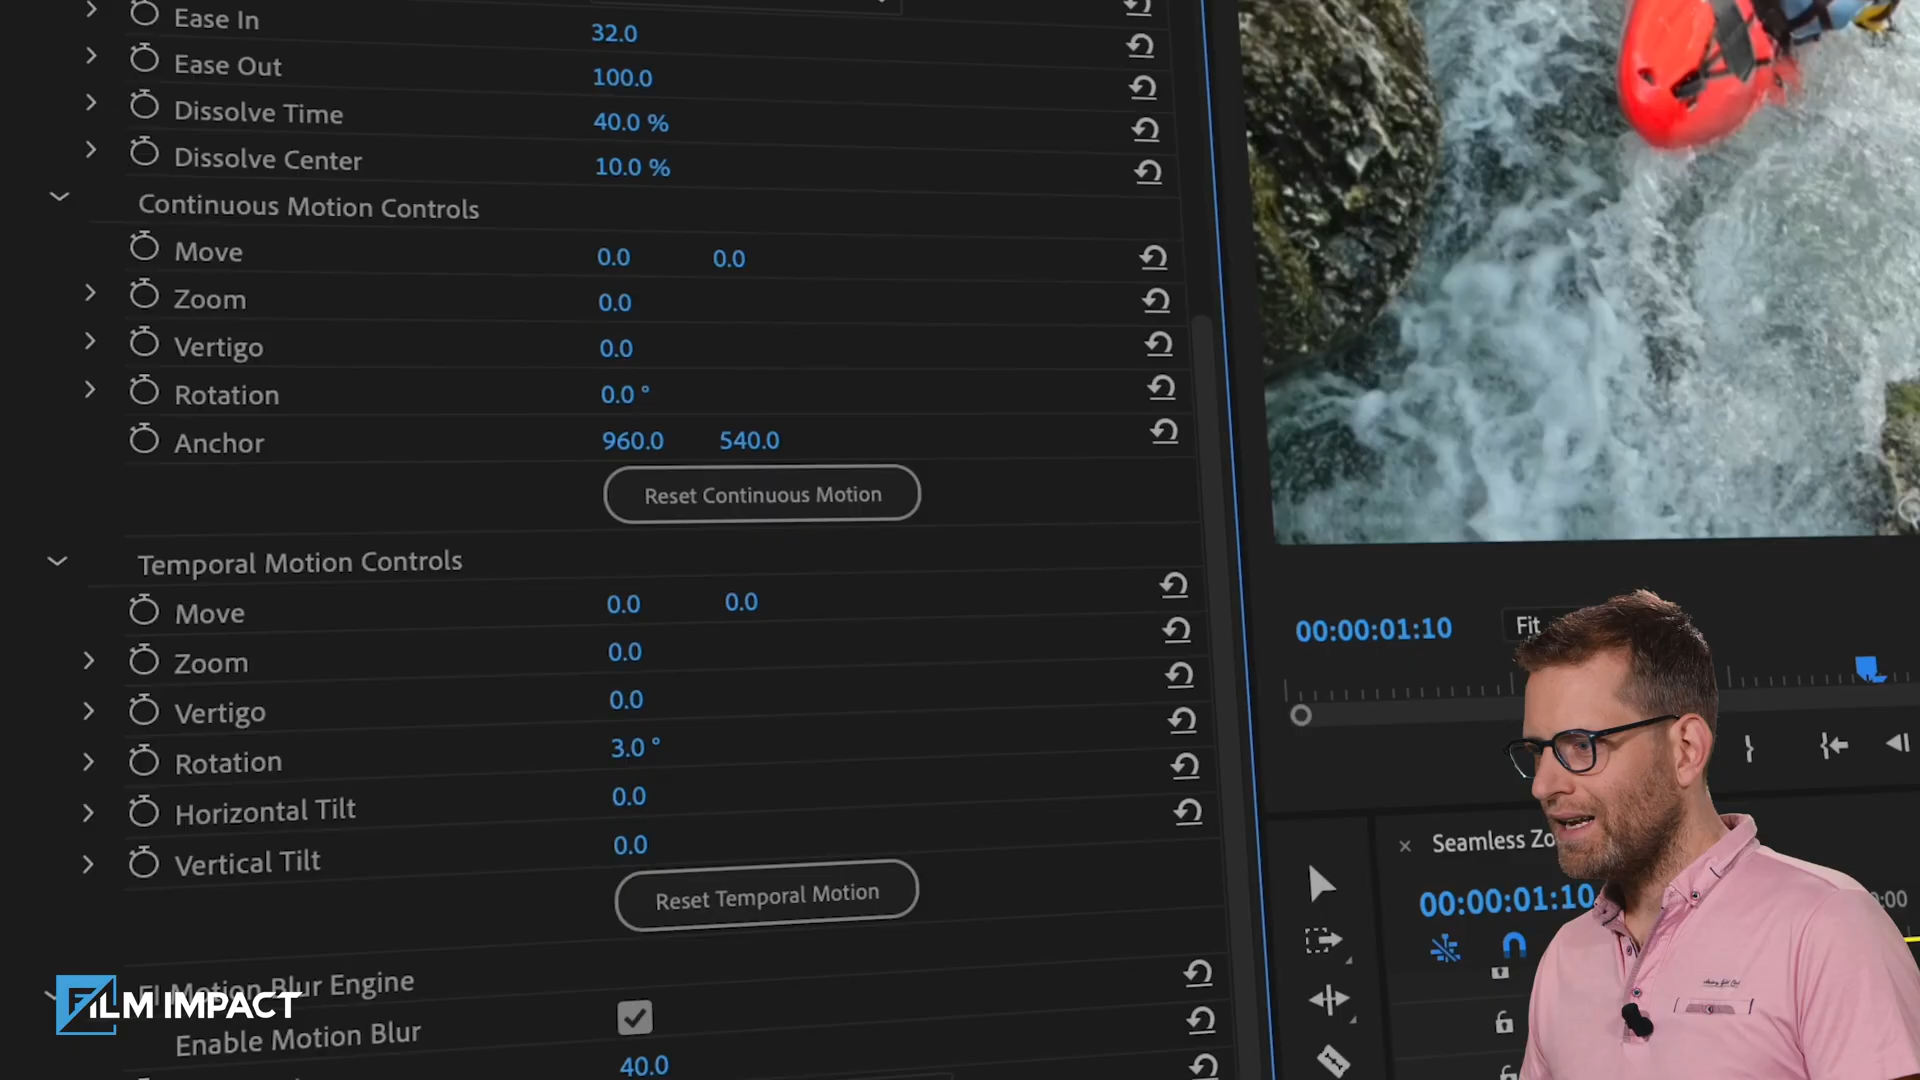 Ease In 32.0
Ease Out 100.0
Dissolve Time 40.0 %
Dissolve Center 10.0 %
Continuous Motion Controls
Move 0.0 0.0
Zoom 0.0
Vertigo 0.0
Rotation 0.0 °
Anchor 960.0 540.0
Reset Continuous Motion
Temporal Motion Controls
Move 0.0 0.0
Zoom 0.0
Vertigo 0.0
Rotation 3.0 °
Horizontal Tilt 0.0
Vertical Tilt 0.0
Reset Temporal Motion
FI Motion Blur Engine
Enable Motion Blur
40.0
FILM IMPACT
00:00:01:10 Fit
Seamless Zo
00:00:01:10 :00